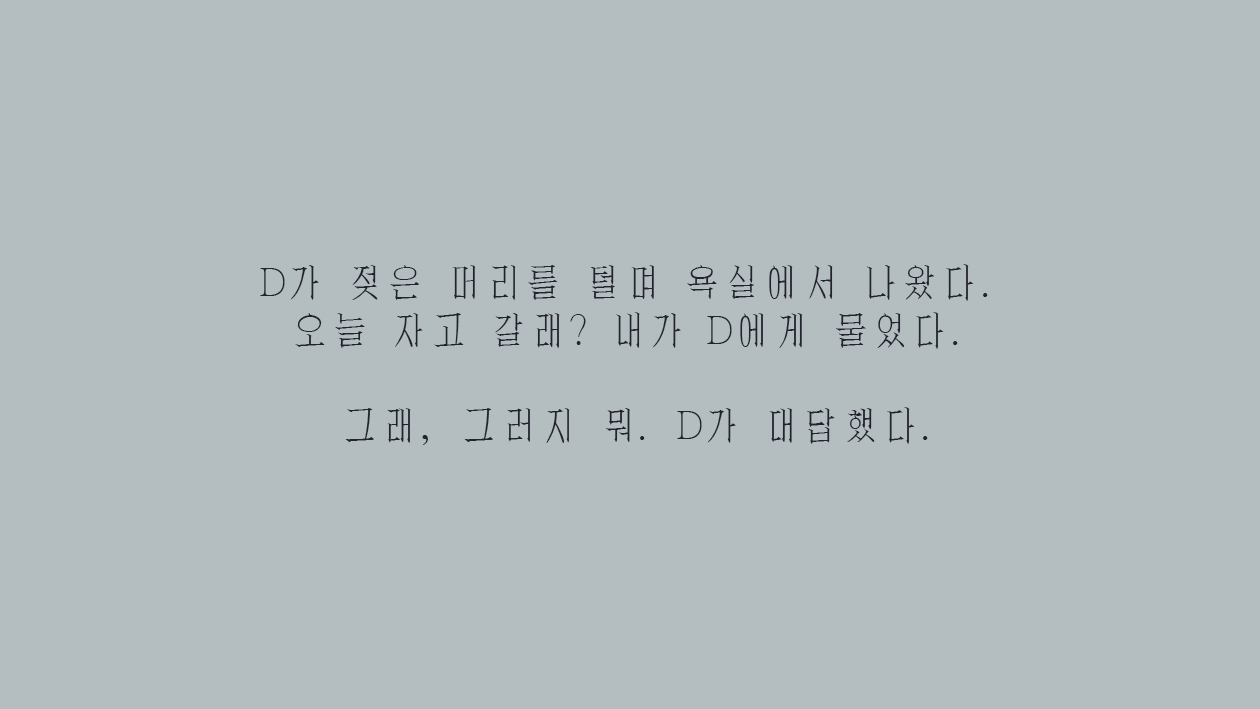 D가 젖은 머리를 털며 욕실에서 나왔다.
오늘 자고 갈래? 내가 D에게 물었다.
그래, 그러지 뭐. D가 대답했다.